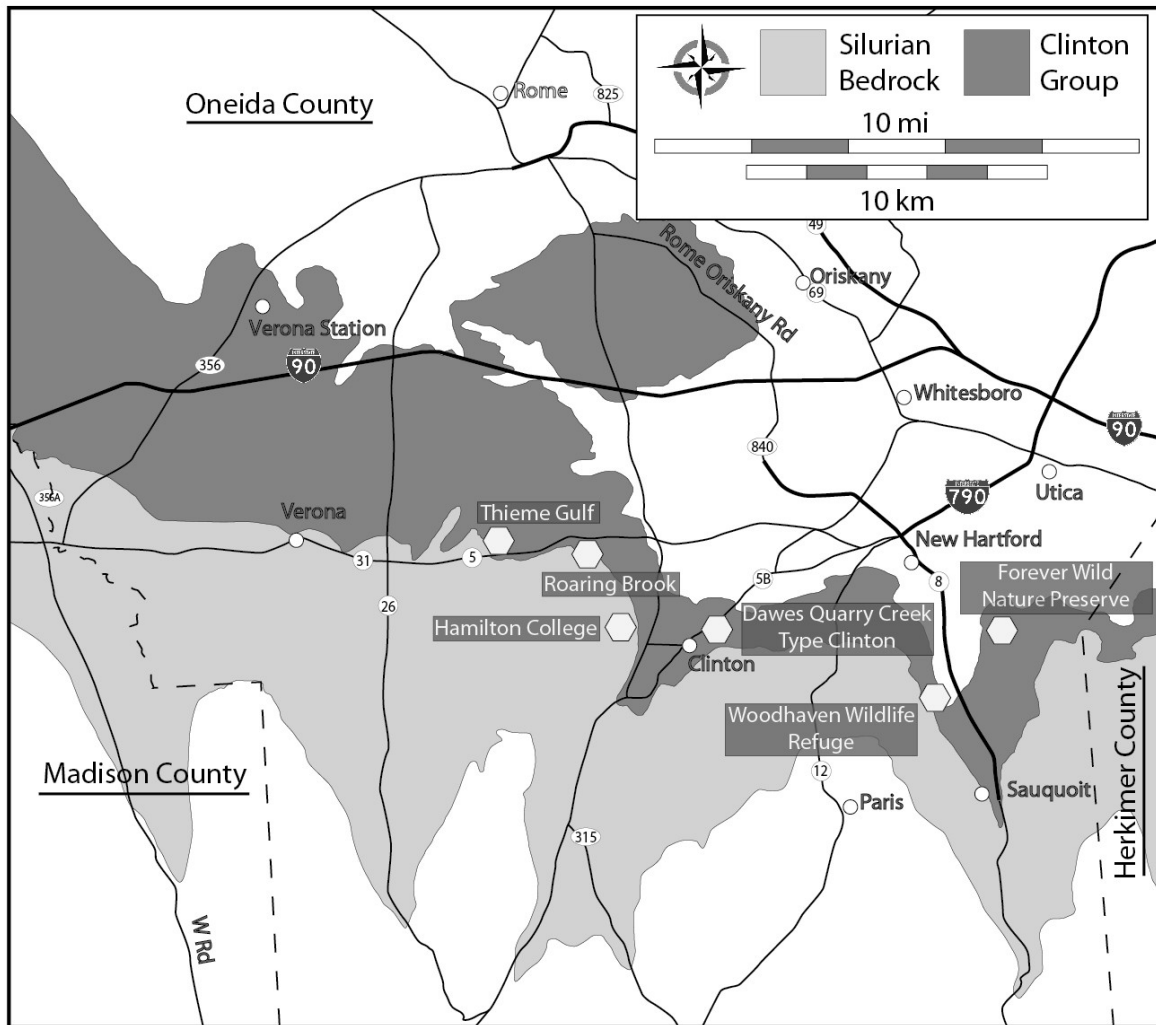 Silurian
Bedrock
Clinton
Group
10 mi
10 km
Oneida County
Rome
825
49
Rome Oriskany Rd
Oriskany
69
Verona Station
356
90
Whitesboro
90
840
790
Utica
356A
Verona
Thieme Gulf
31
5
Roaring Brook
New Hartford
5B
8
Forever Wild
Nature Preserve
26
Hamilton College
Dawes Quarry Creek
Type Clinton
Clinton
Woodhaven Wildlife
Refuge
Madison County
12
Sauquoit
Paris
315
Herkimer County
W Rd